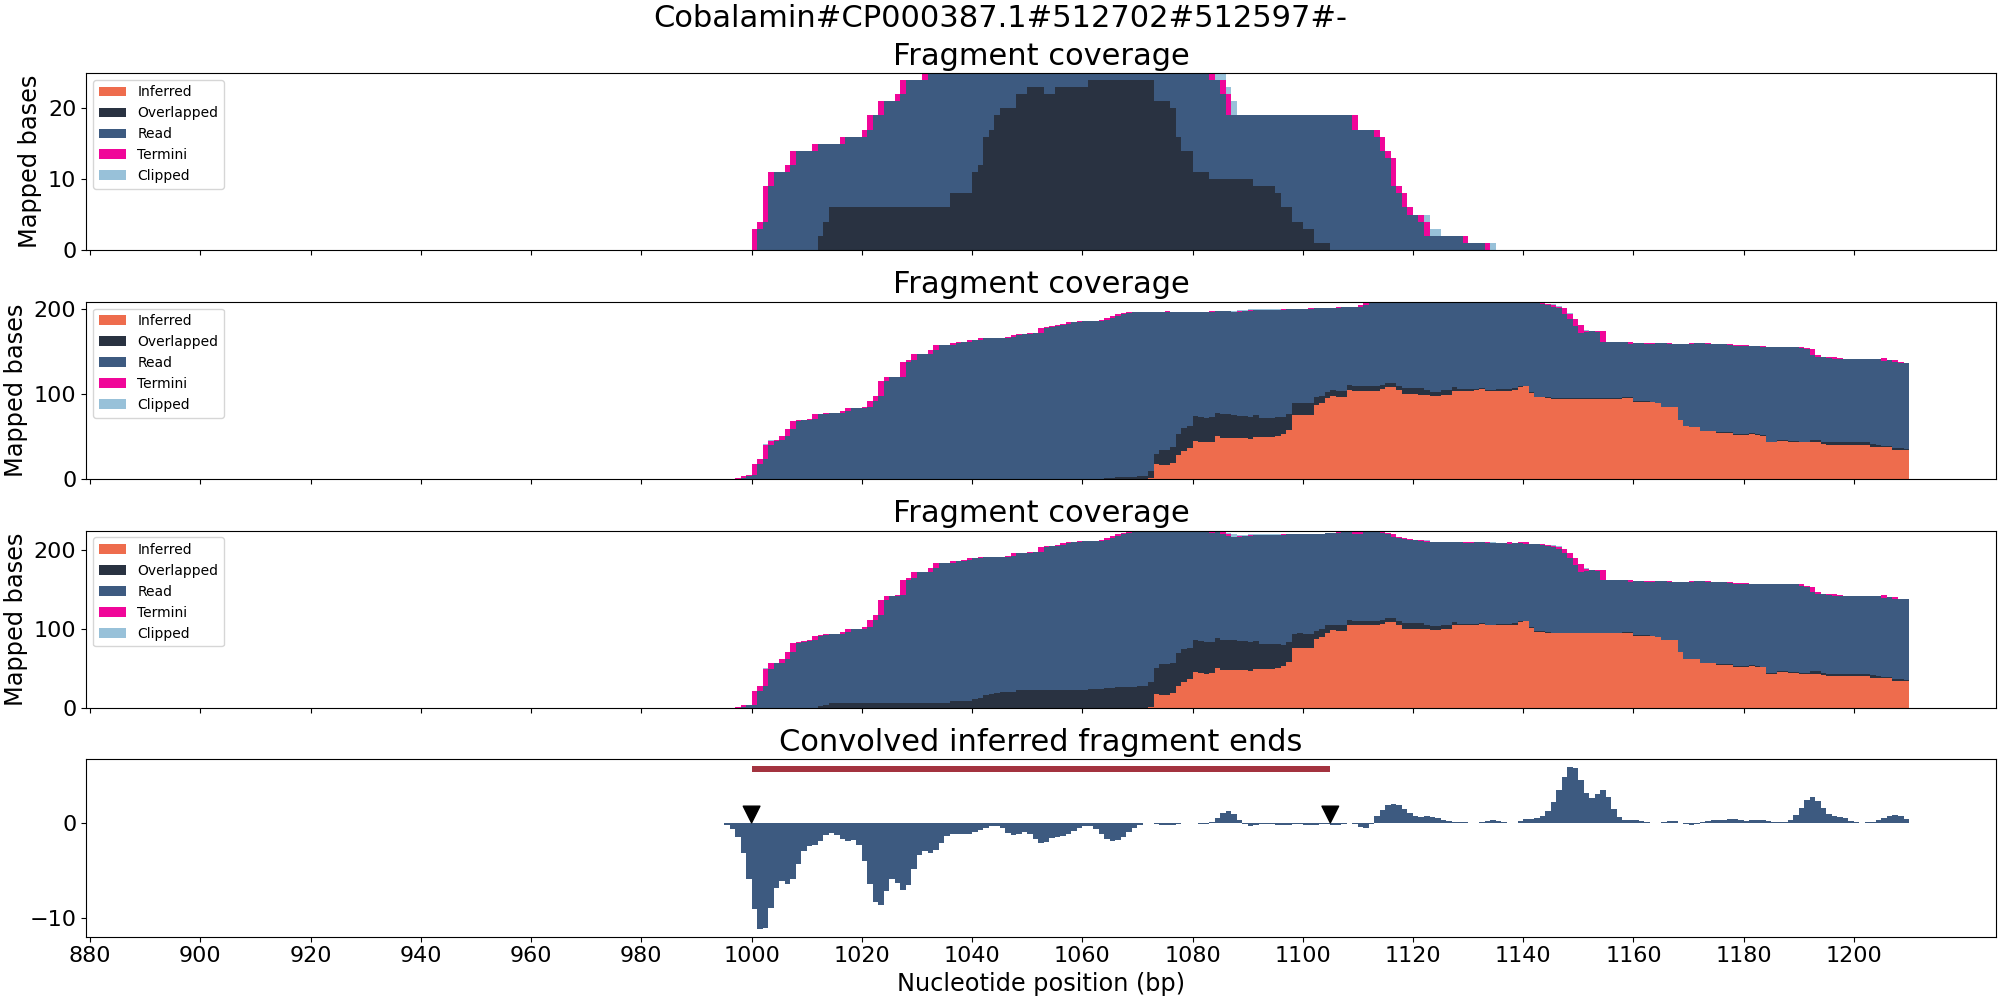 Cobalamin#CP000387.1#512702#512597#-
Fragment coverage
Mapped bases
20
10
0
Inferred
Overlapped
Read
Termini
Clipped
Fragment coverage
Mapped bases
200
100
0
Inferred
Overlapped
Read
Termini
Clipped
Fragment coverage
Mapped bases
200
100
0
Inferred
Overlapped
Read
Termini
Clipped
Convolved inferred fragment ends
0
−10
880 900 920 940 960 980 1000 1020 1040 1060 1080 1100 1120 1140 1160 1180 1200
Nucleotide position (bp)